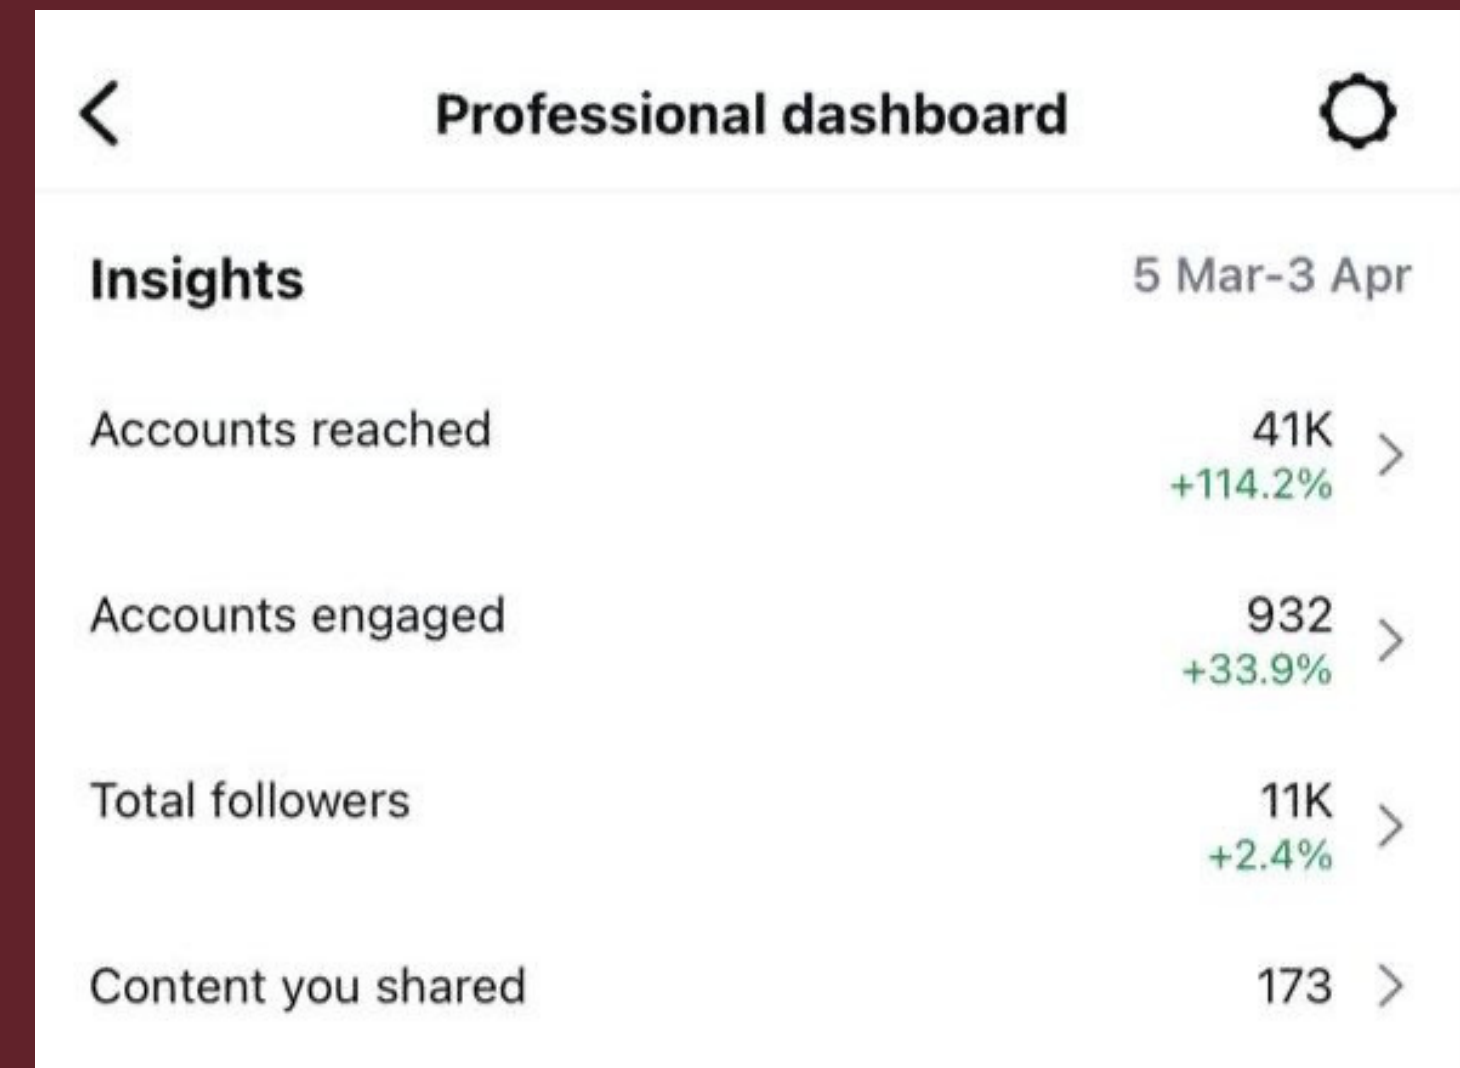 Professional dashboard
Insights 5 Mar-3 Apr
Accounts reached 41K
+114.2%
Accounts engaged 932
+33.9%
Total followers 11K
+2.4%
Content you shared 173